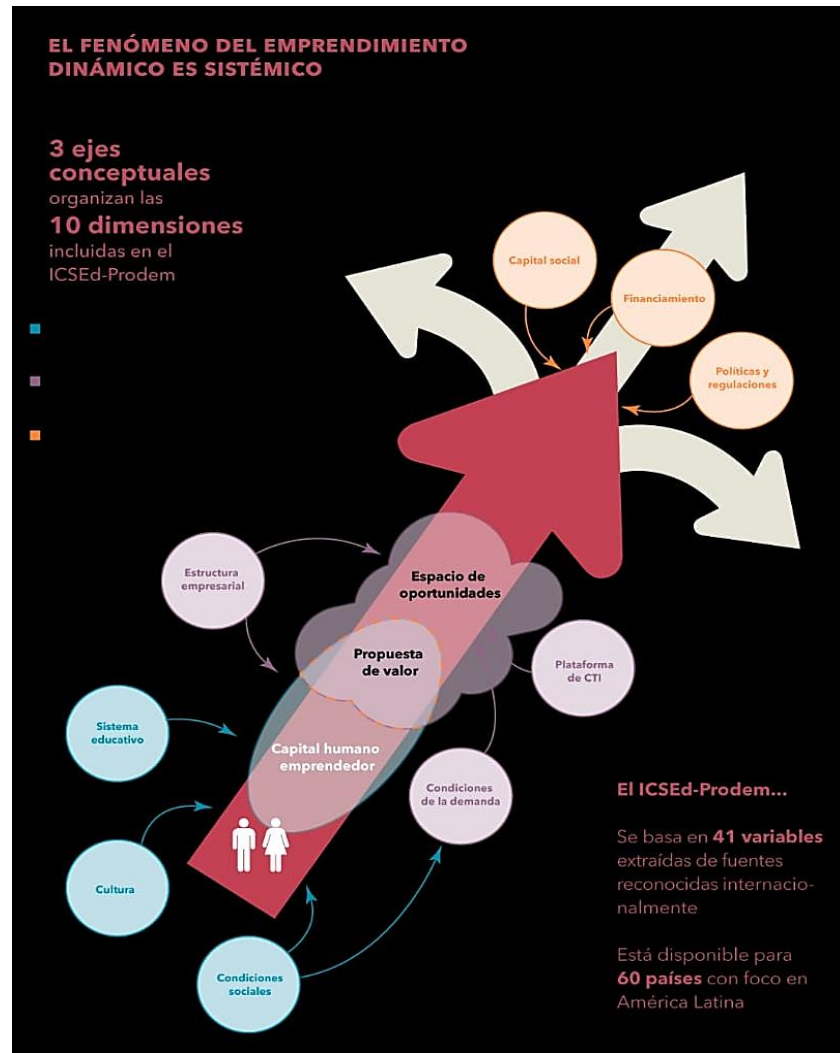 EL FENÓMENO DEL EMPRENDIMIENTO
DINÁMICO ES SISTÉMICO
3 ejes
conceptuales
organizan las
10 dimensiones
incluidas en el
ICSEd-Prodem
Capital social
Financiamiento
Políticas y
regulaciones
Estructura
empresarial
Espacio de
oportunidades
Propuesta
de valor
Plataforma
de CTI
Sistema
educativo
Capital humano
emprendedor
Condiciones
de la demanda
Cultura
Condiciones
sociales
El ICSEd-Prodem...
Se basa en 41 variables
extraídas de fuentes
reconocidas internacio-
nalmente
Está disponible para
60 países con foco en
América Latina